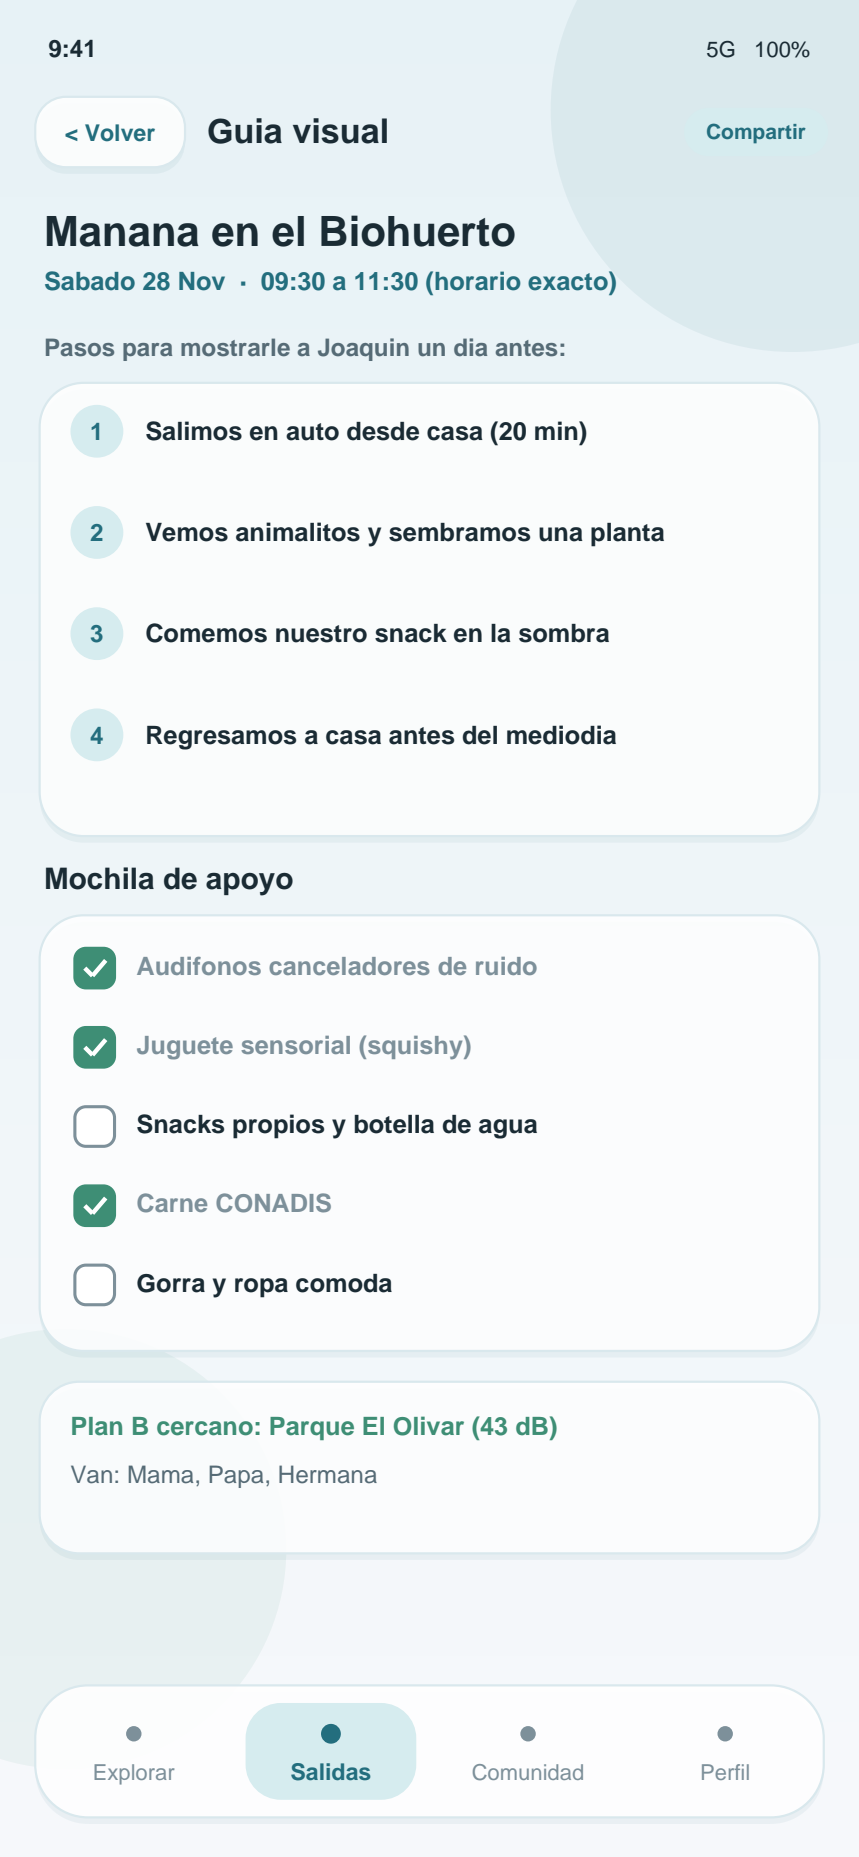 9:41
5G 100%
< Volver
Guia visual
Compartir
Manana en el Biohuerto
Sabado 28 Nov · 09:30 a 11:30 (horario exacto)
Pasos para mostrarle a Joaquin un dia antes:
1 Salimos en auto desde casa (20 min)
2 Vemos animalitos y sembramos una planta
3 Comemos nuestro snack en la sombra
4 Regresamos a casa antes del mediodia
Mochila de apoyo
Audifonos canceladores de ruido
Juguete sensorial (squishy)
Snacks propios y botella de agua
Carne CONADIS
Gorra y ropa comoda
Plan B cercano: Parque El Olivar (43 dB)
Van: Mama, Papa, Hermana
Explorar
Salidas
Comunidad
Perfil